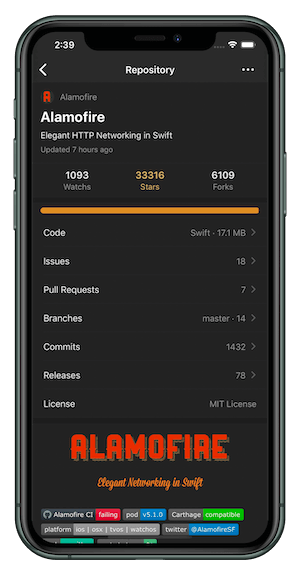 2:39
Repository
Alamofire
Alamofire
Elegant HTTP Networking in Swift
Updated 7 hours ago
1093 33316 6109
Watchs Stars Forks
Code Swift · 17.1 MB
Issues 18
Pull Requests 7
Branches master · 14
Commits 1432
Releases 78
License MIT License
ALAMOFIRE
Elegant Networking in Swift
Alamofire CI failing pod v5.1.0 Carthage compatible
platform ios | osx | tvos | watchos twitter @AlamofireSF